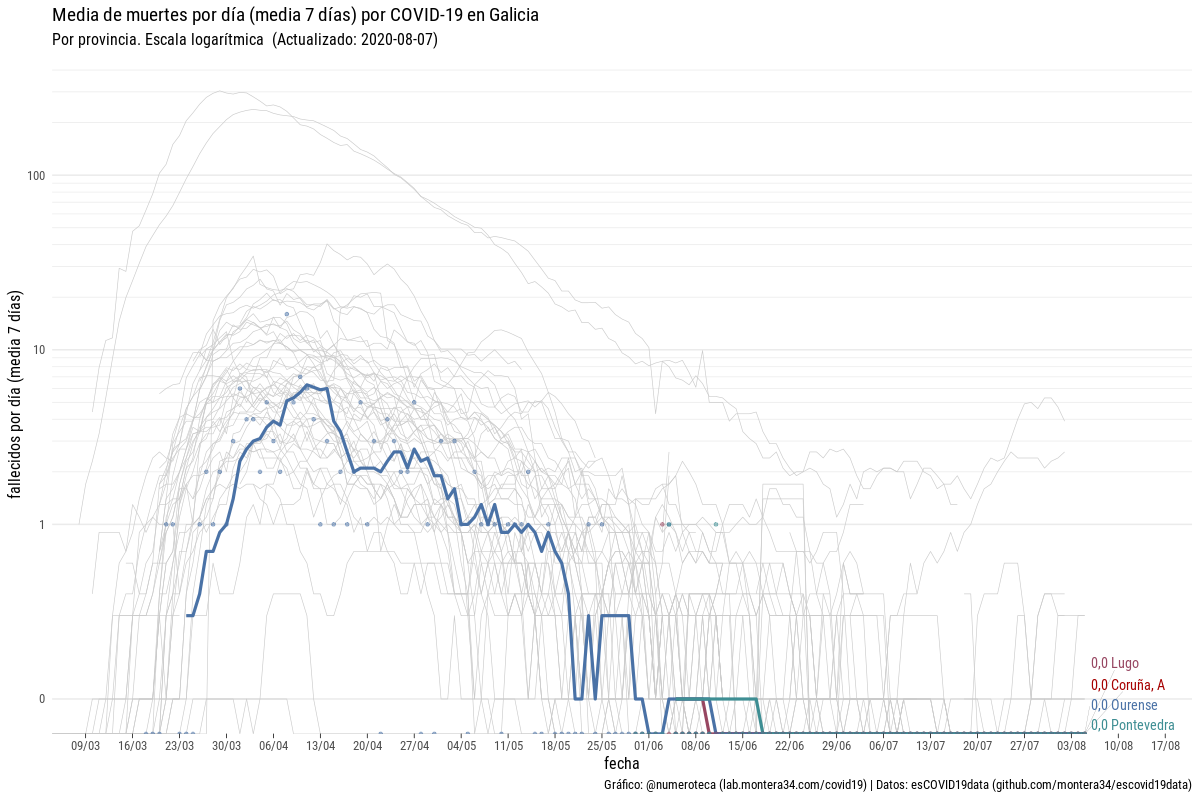 Media de muertes por día (media 7 días) por COVID-19 en Galicia
Por provincia. Escala logarítmica (Actualizado: 2020-08-07)
fallecidos por día (media 7 días)
100
10
1
0
0,0 Lugo
0,0 Coruña, A
0,0 Ourense
0,0 Pontevedra
09/03 16/03 23/03 30/03 06/04 13/04 20/04 27/04 04/05 11/05 18/05 25/05 01/06 08/06 15/06 22/06 29/06 06/07 13/07 20/07 27/07 03/08 10/08 17/08
fecha
Gráfico: @numeroteca (lab.montera34.com/covid19) | Datos: esCOVID19data (github.com/montera34/escovid19data)